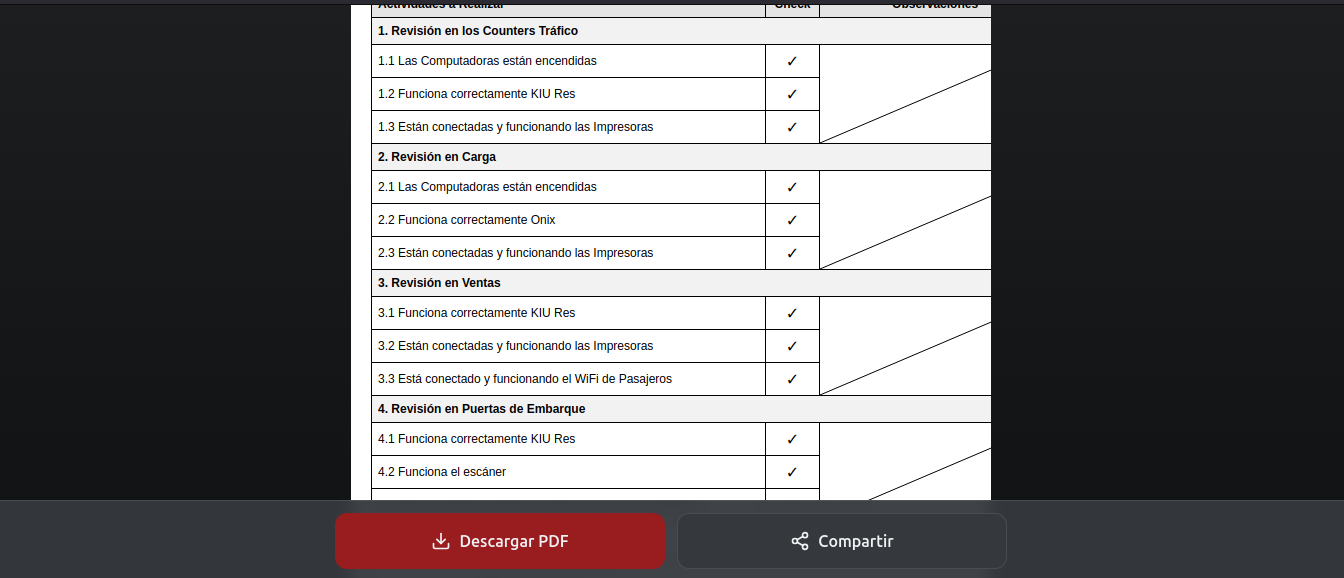 Actividades a Realizar Check Observaciones
1. Revisión en los Counters Tráfico
1.1 Las Computadoras están encendidas ✓
1.2 Funciona correctamente KIU Res ✓
1.3 Están conectadas y funcionando las Impresoras ✓
2. Revisión en Carga
2.1 Las Computadoras están encendidas ✓
2.2 Funciona correctamente Onix ✓
2.3 Están conectadas y funcionando las Impresoras ✓
3. Revisión en Ventas
3.1 Funciona correctamente KIU Res ✓
3.2 Están conectadas y funcionando las Impresoras ✓
3.3 Está conectado y funcionando el WiFi de Pasajeros ✓
4. Revisión en Puertas de Embarque
4.1 Funciona correctamente KIU Res ✓
4.2 Funciona el escáner ✓
Descargar PDF Compartir